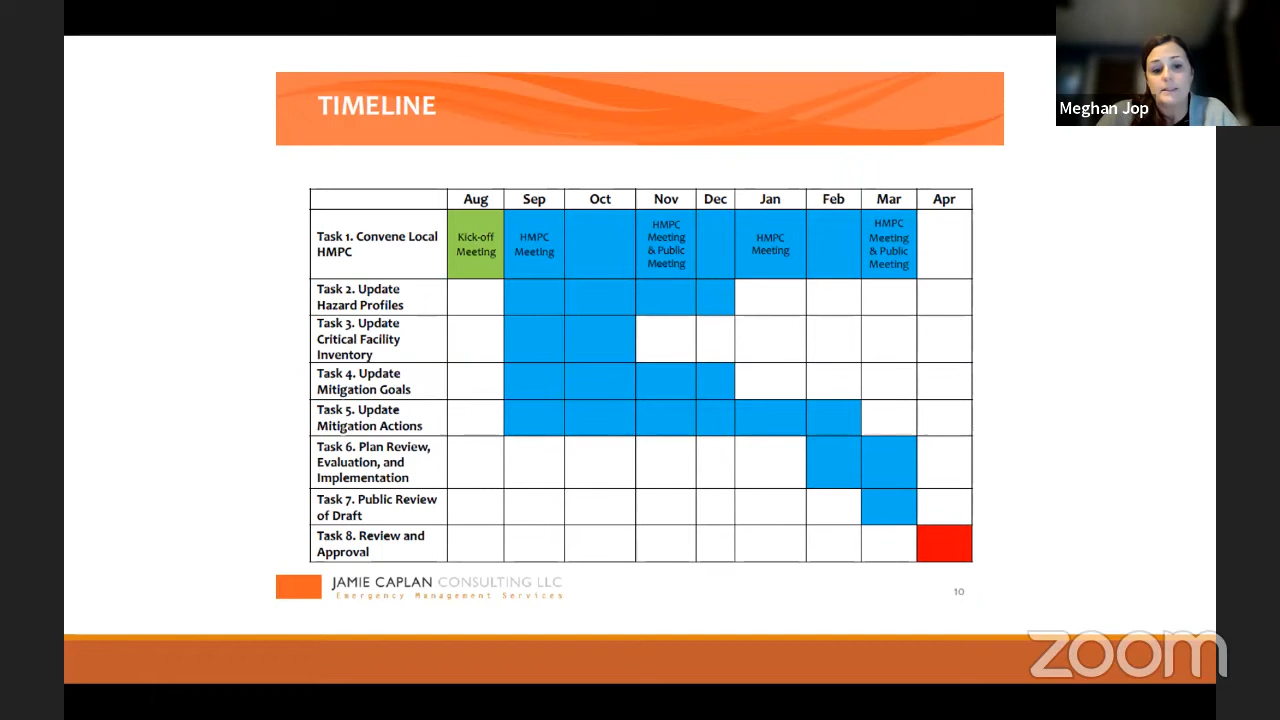 Meghan Jop
TIMELINE
Aug Sep Oct Nov Dec Jan Feb Mar Apr
Task 1. Convene Local
HMPC
Kick-off
Meeting
HMPC
Meeting
HMPC
Meeting
& Public
Meeting
HMPC
Meeting
HMPC
Meeting
& Public
Meeting
Task 2. Update
Hazard Profiles
Task 3. Update
Critical Facility
Inventory
Task 4. Update
Mitigation Goals
Task 5. Update
Mitigation Actions
Task 6. Plan Review,
Evaluation, and
Implementation
Task 7. Public Review
of Draft
Task 8. Review and
Approval
JAMIE CAPLAN CONSULTING LLC
Emergency Management Services
10
zoom